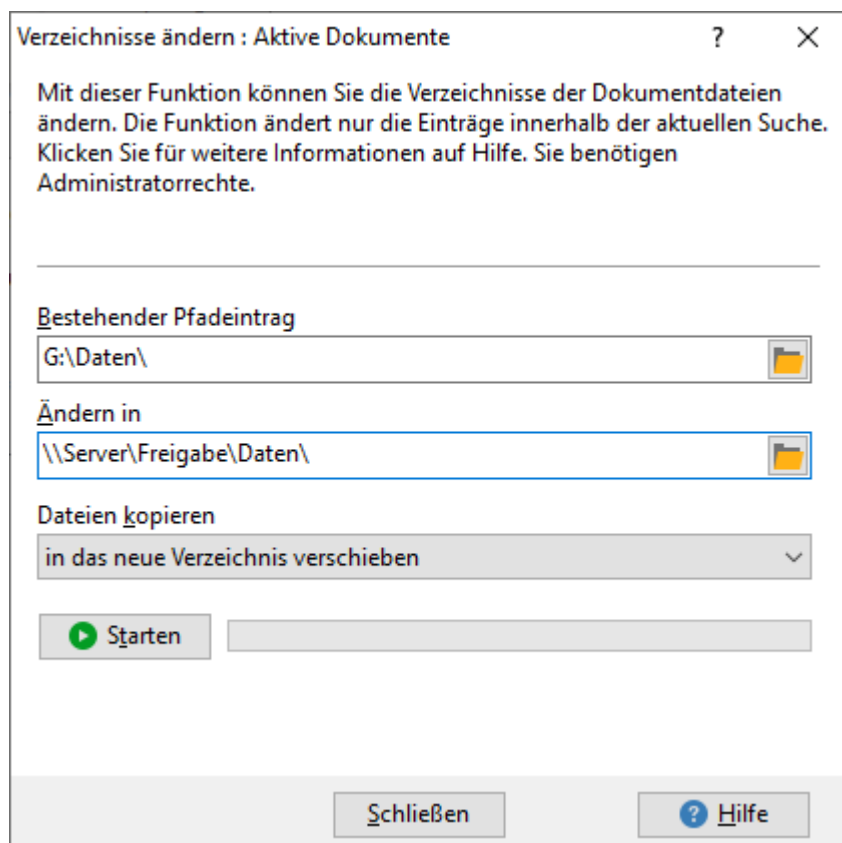 Verzeichnisse ändern : Aktive Dokumente ?
Mit dieser Funktion können Sie die Verzeichnisse der Dokumentdateien
ändern. Die Funktion ändert nur die Einträge innerhalb der aktuellen Suche.
Klicken Sie für weitere Informationen auf Hilfe. Sie benötigen
Administratorrechte.
Bestehender Pfadeintrag
G:\Daten\
Ändern in
\\Server\Freigabe\Daten\
Dateien kopieren
in das neue Verzeichnis verschieben
Starten
Schließen ? Hilfe